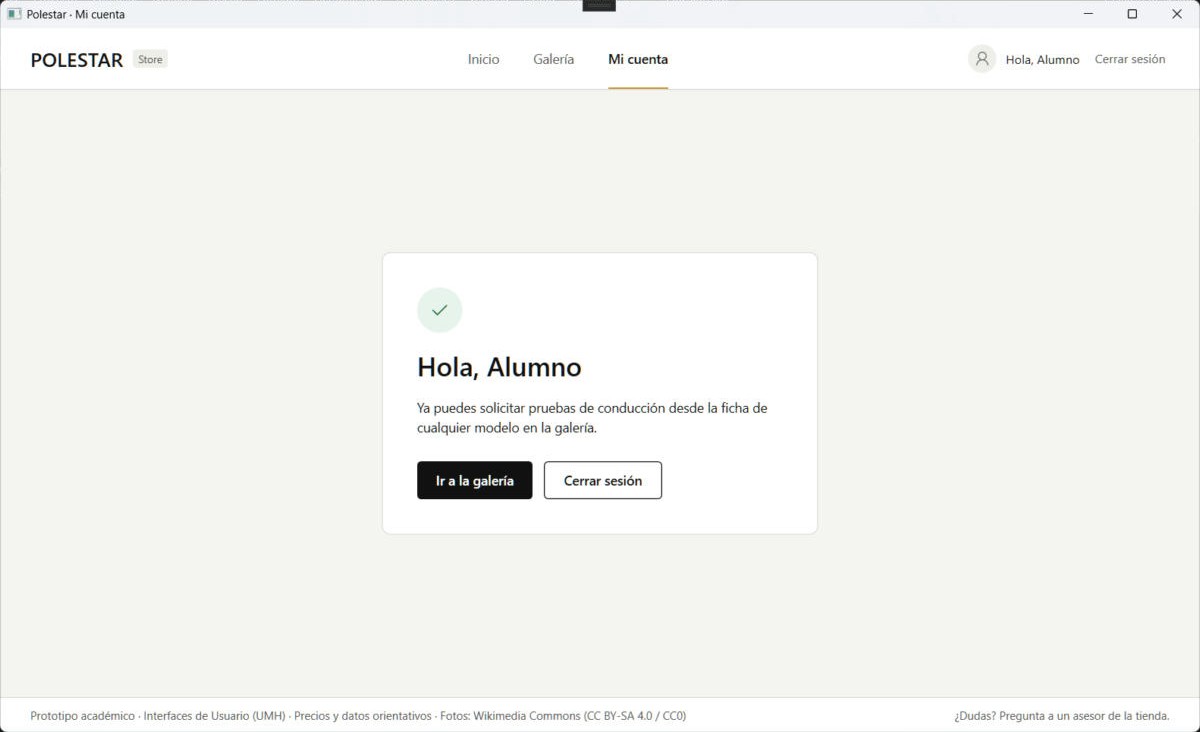 Polestar · Mi cuenta
POLESTAR Store
Inicio Galería Mi cuenta
Hola, Alumno Cerrar sesión
Hola, Alumno
Ya puedes solicitar pruebas de conducción desde la ficha de
cualquier modelo en la galería.
Ir a la galería Cerrar sesión
Prototipo académico · Interfaces de Usuario (UMH) · Precios y datos orientativos · Fotos: Wikimedia Commons (CC BY-SA 4.0 / CC0)
¿Dudas? Pregunta a un asesor de la tienda.